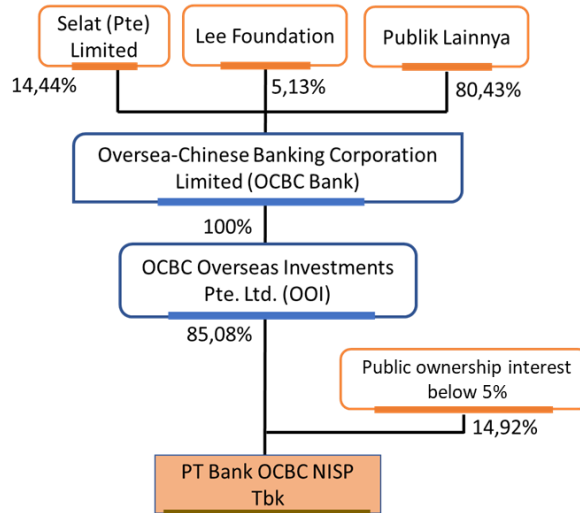 Selat (Pte)
Limited
Lee Foundation
Publik Lainnya
14,44%
5,13%
80,43%
Oversea-Chinese Banking Corporation
Limited (OCBC Bank)
100%
OCBC Overseas Investments
Pte. Ltd. (OOI)
85,08%
Public ownership interest
below 5%
14,92%
PT Bank OCBC NISP
Tbk